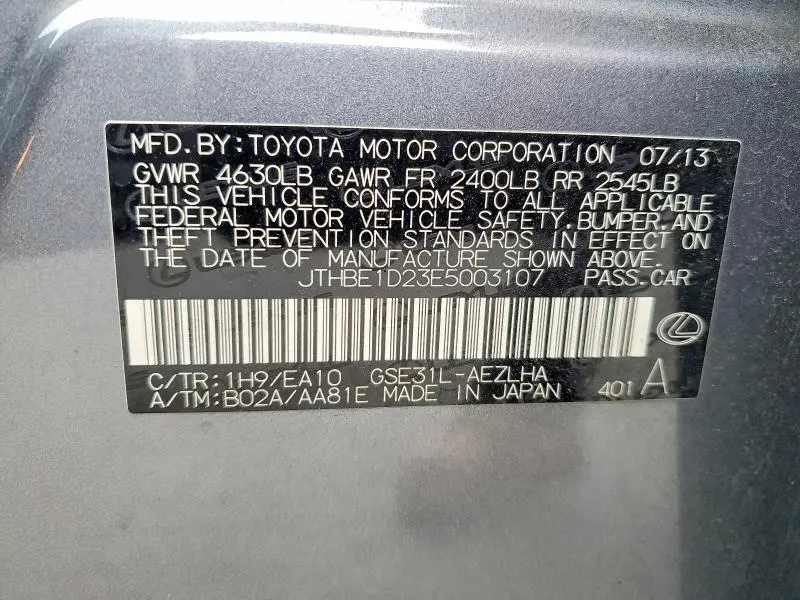 MFD.BY:TOYOTA MOTOR CORPORATION 07/13
GVWR 4630LB GAWR FR 2400LB RR 2545LB
THIS VEHICLE CONFORMS TO ALL APPLICABLE
FEDERAL MOTOR VEHICLE SAFETY,BUMPER,AND
THEFT PREVENTION STANDARDS IN EFFECT ON
THE DATE OF MANUFACTURE SHOWN ABOVE.
JTHBE1D23E5003107 PASS.CAR
C/TR:1H9/EA10 GSE31L-AEZLHA
A/TM:B02A/AA81E MADE IN JAPAN 401 A